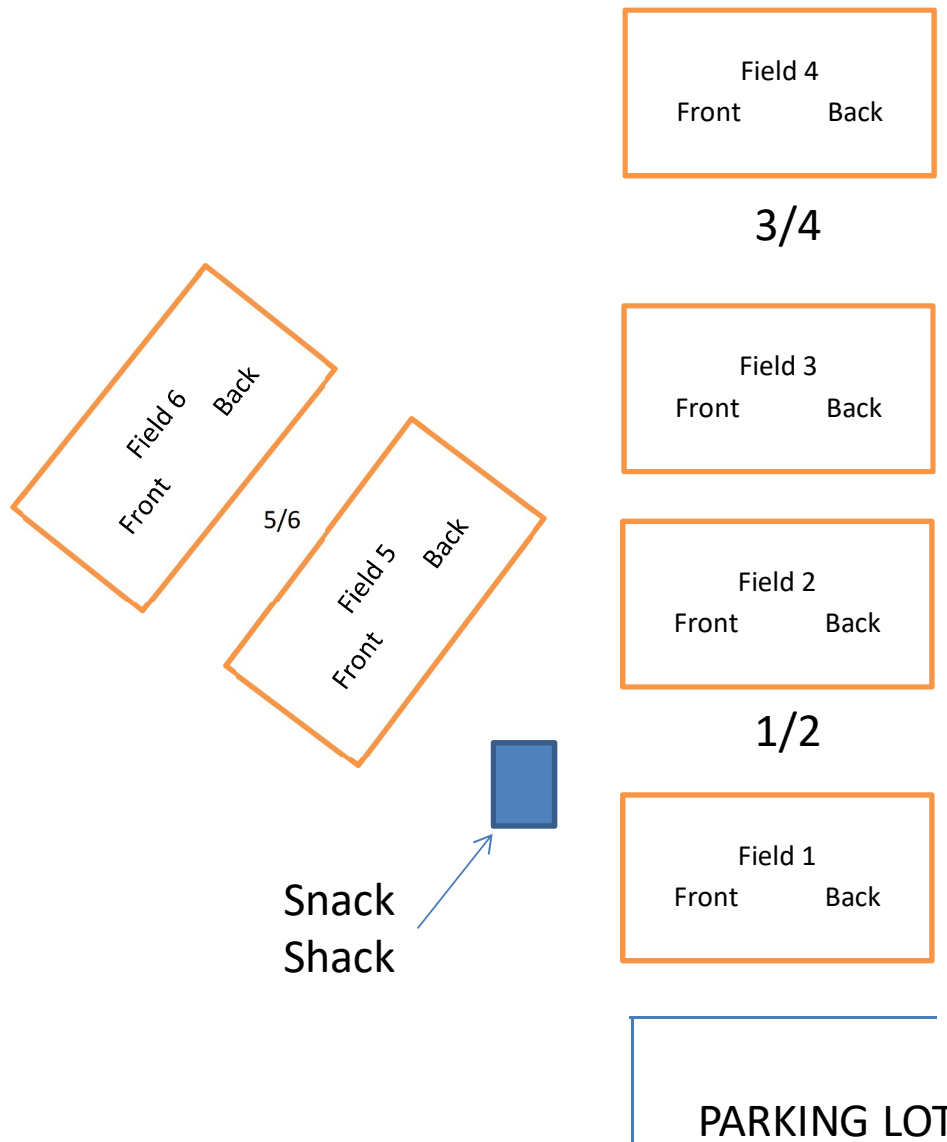 Field 4
Front Back
3/4
Field 3
Front Back
Field 6
Front Back
5/6
Field 5
Front Back
Field 2
Front Back
1/2
Field 1
Front Back
Snack
Shack
PARKING LOT